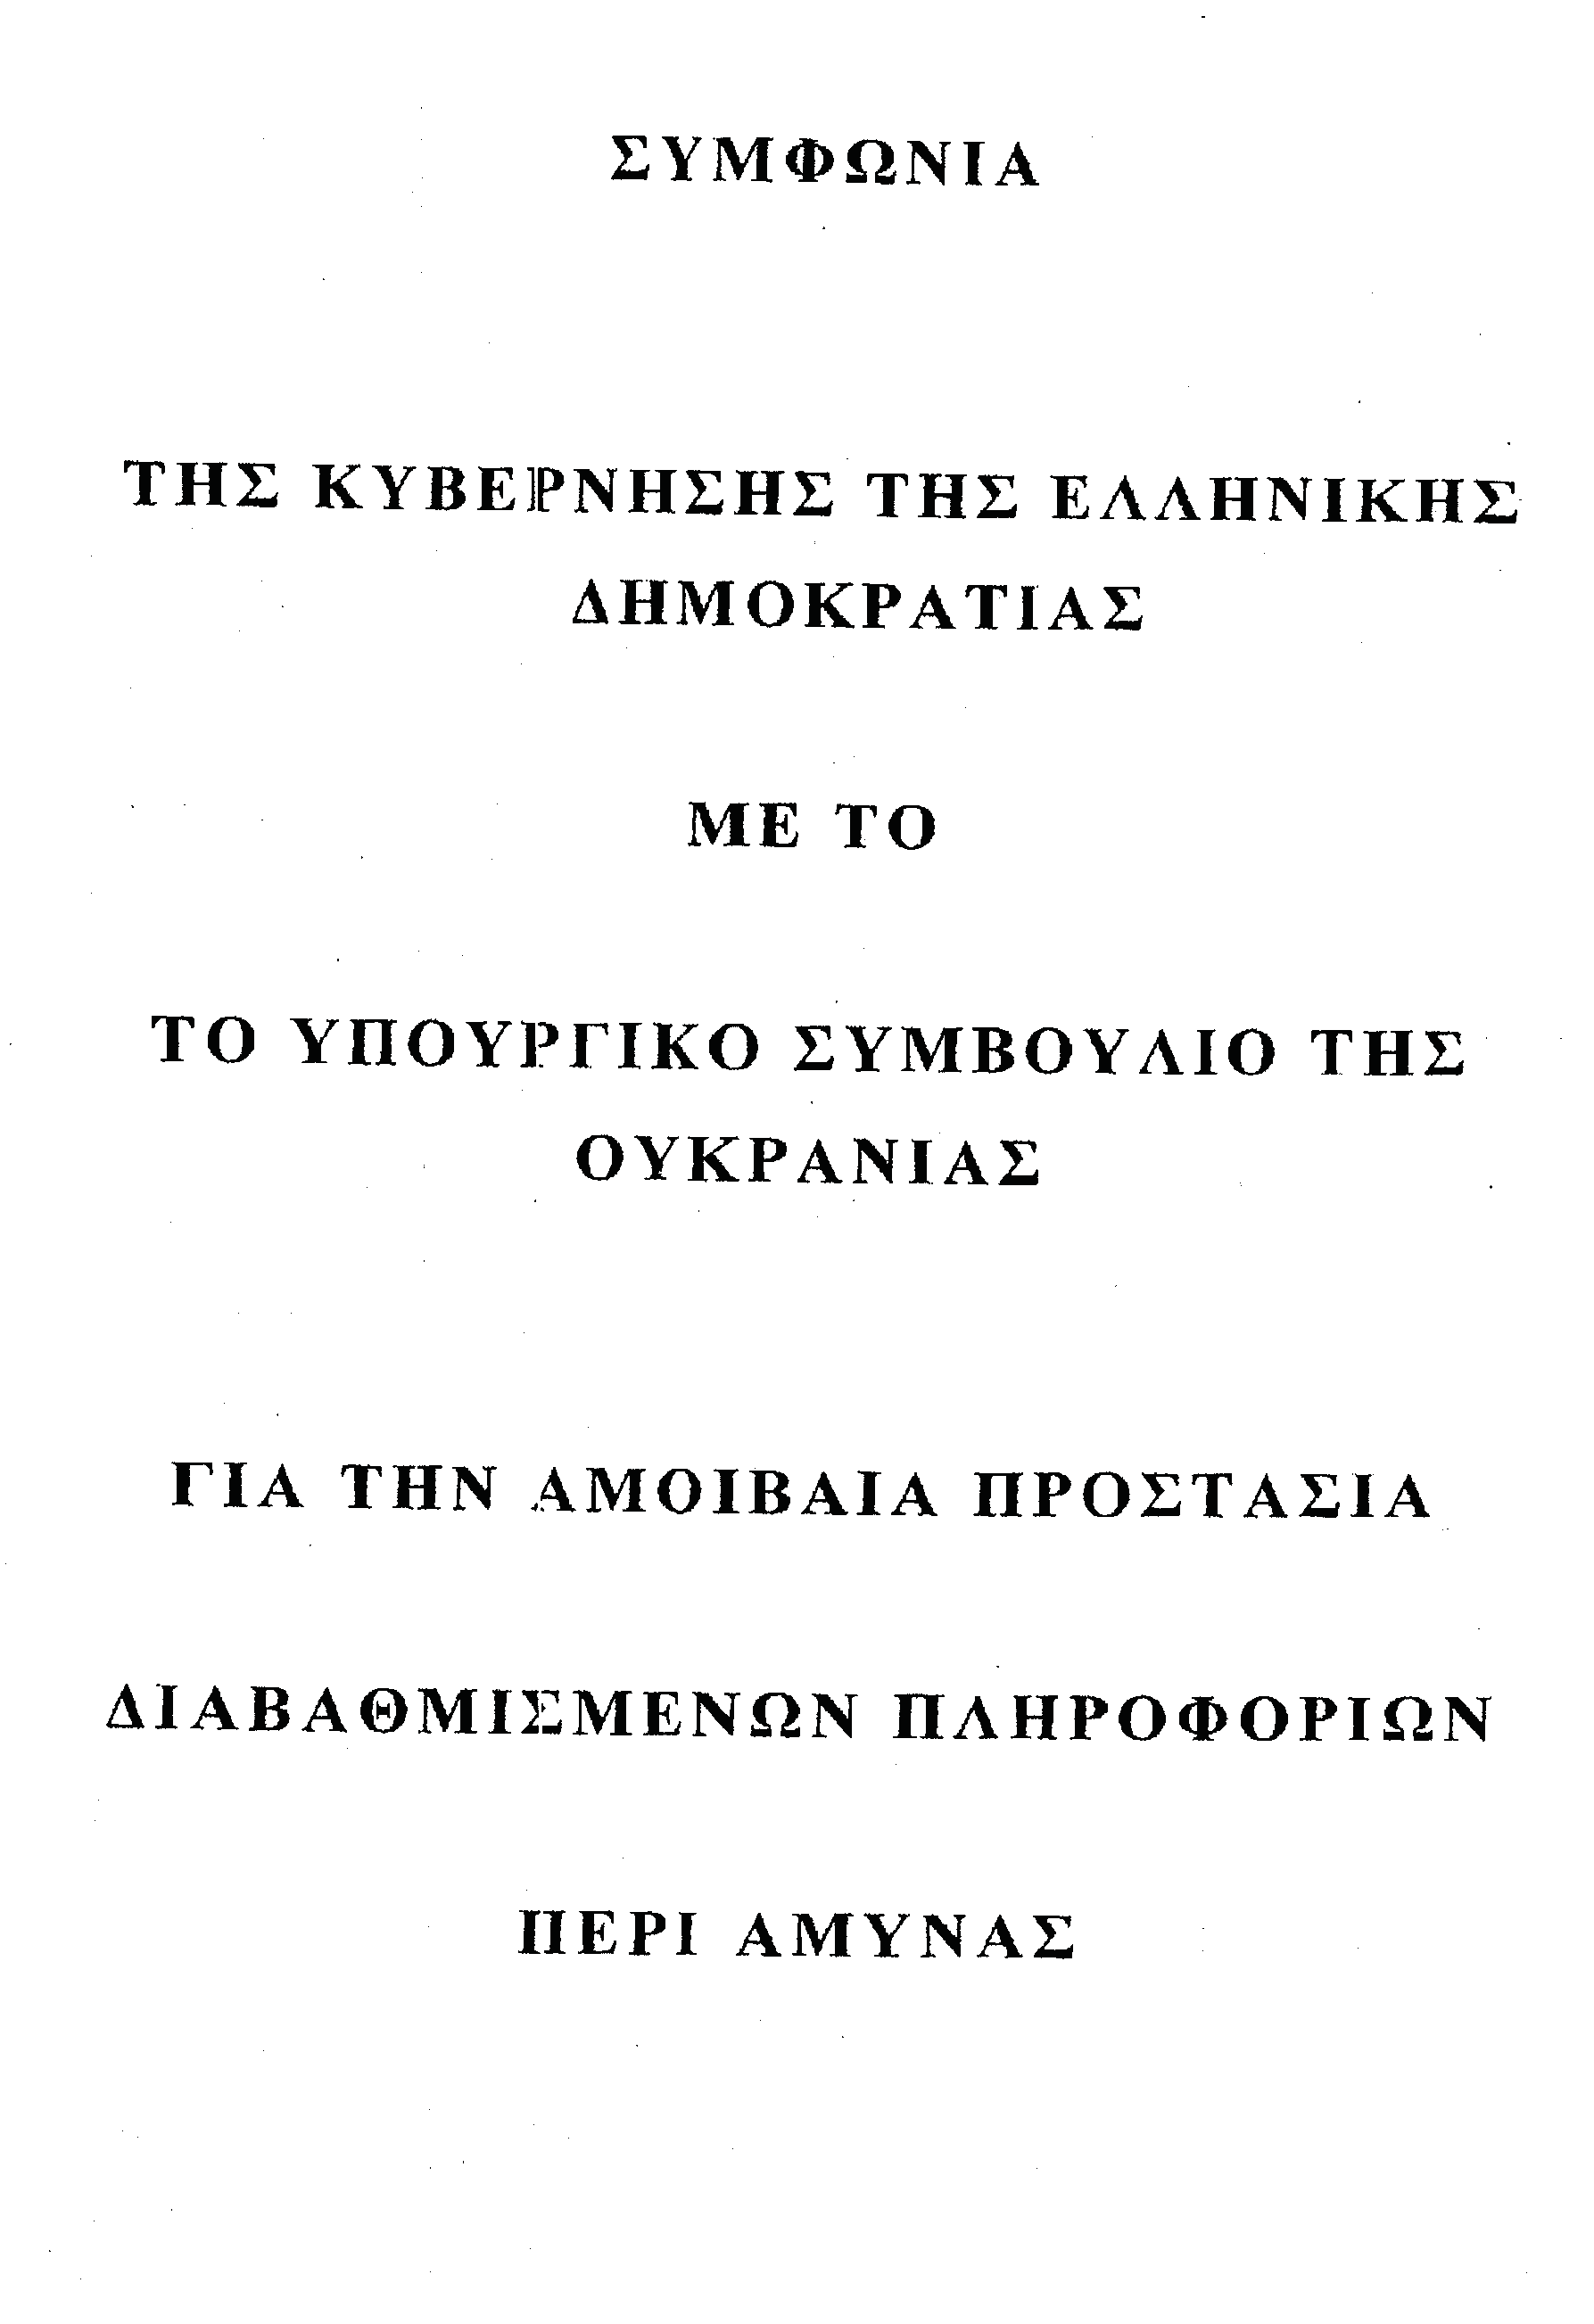 ΣΥΜΦΩΝΙΑ
ΤΗΣ ΚΥΒΕΡΝΗΣΗΣ ΤΗΣ ΕΛΛΗΝΙΚΗΣ
ΔΗΜΟΚΡΑΤΙΑΣ
ΜΕ ΤΟ
ΤΟ ΥΠΟΥΡΓΙΚΟ ΣΥΜΒΟΥΛΙΟ ΤΗΣ
ΟΥΚΡΑΝΙΑΣ
ΓΙΑ ΤΗΝ ΑΜΟΙΒΑΙΑ ΠΡΟΣΤΑΣΙΑ
ΔΙΑΒΑΘΜΙΣΜΕΝΩΝ ΠΛΗΡΟΦΟΡΙΩΝ
ΠΕΡΙ ΑΜΥΝΑΣ